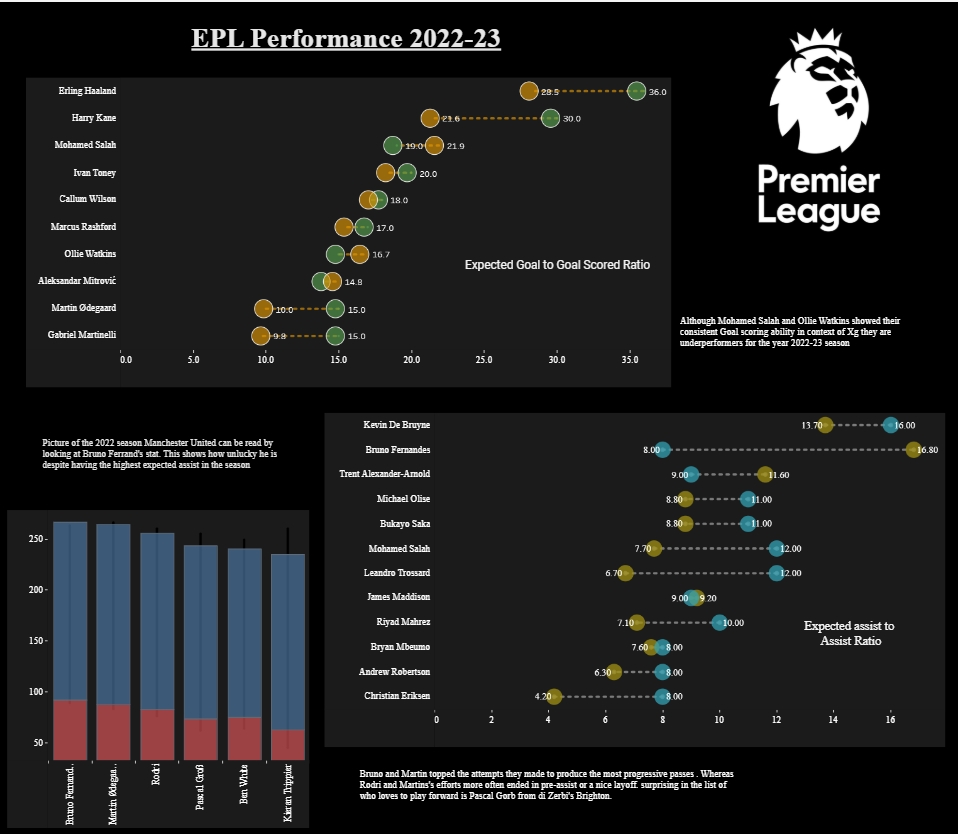 EPL Performance 2022-23
Premier
League
Erling Haaland 28.5 36.0
Harry Kane 21.6 30.0
Mohamed Salah 19.0 21.9
Ivan Toney 20.0
Callum Wilson 18.0
Marcus Rashford 17.0
Ollie Watkins 16.7
Aleksandar Mitrović 14.8
Martin Ødegaard 10.0 15.0
Gabriel Martinelli 9.8 15.0
0.0 5.0 10.0 15.0 20.0 25.0 30.0 35.0
Expected Goal to Goal Scored Ratio
Although Mohamed Salah and Ollie Watkins showed their
consistent Goal scoring ability in context of Xg they are
underperformers for the year 2022-23 season
Picture of the 2022 season Manchester United can be read by
looking at Bruno Ferrand's stat. This shows how unlucky he is
despite having the highest expected assist in the season
Kevin De Bruyne 13.70 16.00
Bruno Fernandes 8.00 16.80
Trent Alexander-Arnold 9.00 11.60
Michael Olise 8.80 11.00
Bukayo Saka 8.80 11.00
Mohamed Salah 7.70 12.00
Leandro Trossard 6.70 12.00
James Maddison 9.00 9.20
Riyad Mahrez 7.10 10.00
Bryan Mbeumo 7.60 8.00
Andrew Robertson 6.30 8.00
Christian Eriksen 4.20 8.00
0 2 4 6 8 10 12 14 16
Expected assist to
Assist Ratio
250
200
150
100
50
Bruno Fernand..
Martin Ødegaa..
Rodri
Pascal Groß
Ben White
Kieran Trippier
Bruno and Martin topped the attempts they made to produce the most progressive passes . Whereas
Rodri and Martins's efforts more often ended in pre-assist or a nice layoff. surprising in the list of
who loves to play forward is Pascal Gorb from di Zerbi's Brighton.